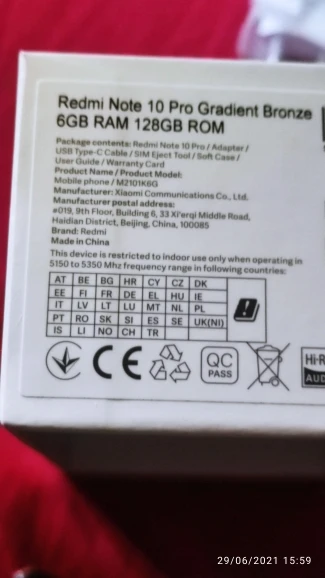 Redmi Note 10 Pro Gradient Bronze
6GB RAM 128GB ROM
Package contents: Redmi Note 10 Pro / Adapter /
USB Type-C Cable / SIM Eject Tool / Soft Case /
User Guide / Warranty Card
Product Name / Product Model:
Mobile phone / M2101K6G
Manufacturer: Xiaomi Communications Co., Ltd.
Manufacturer postal address:
#019, 9th Floor, Building 6, 33 Xi'erqi Middle Road,
Haidian District, Beijing, China, 100085
Brand: Redmi
Made in China
This device is restricted to indoor use only when operating in
5150 to 5350 Mhz frequency range in following countries:
AT BE BG HR CY CZ DK
EE FI FR DE EL HU IE
IT LV LT LU MT NL PL
PT RO SK SI ES SE UK(NI)
IS LI NO CH TR
CE
QC
PASS
Hi-R
AUD
29/06/2021 15:59